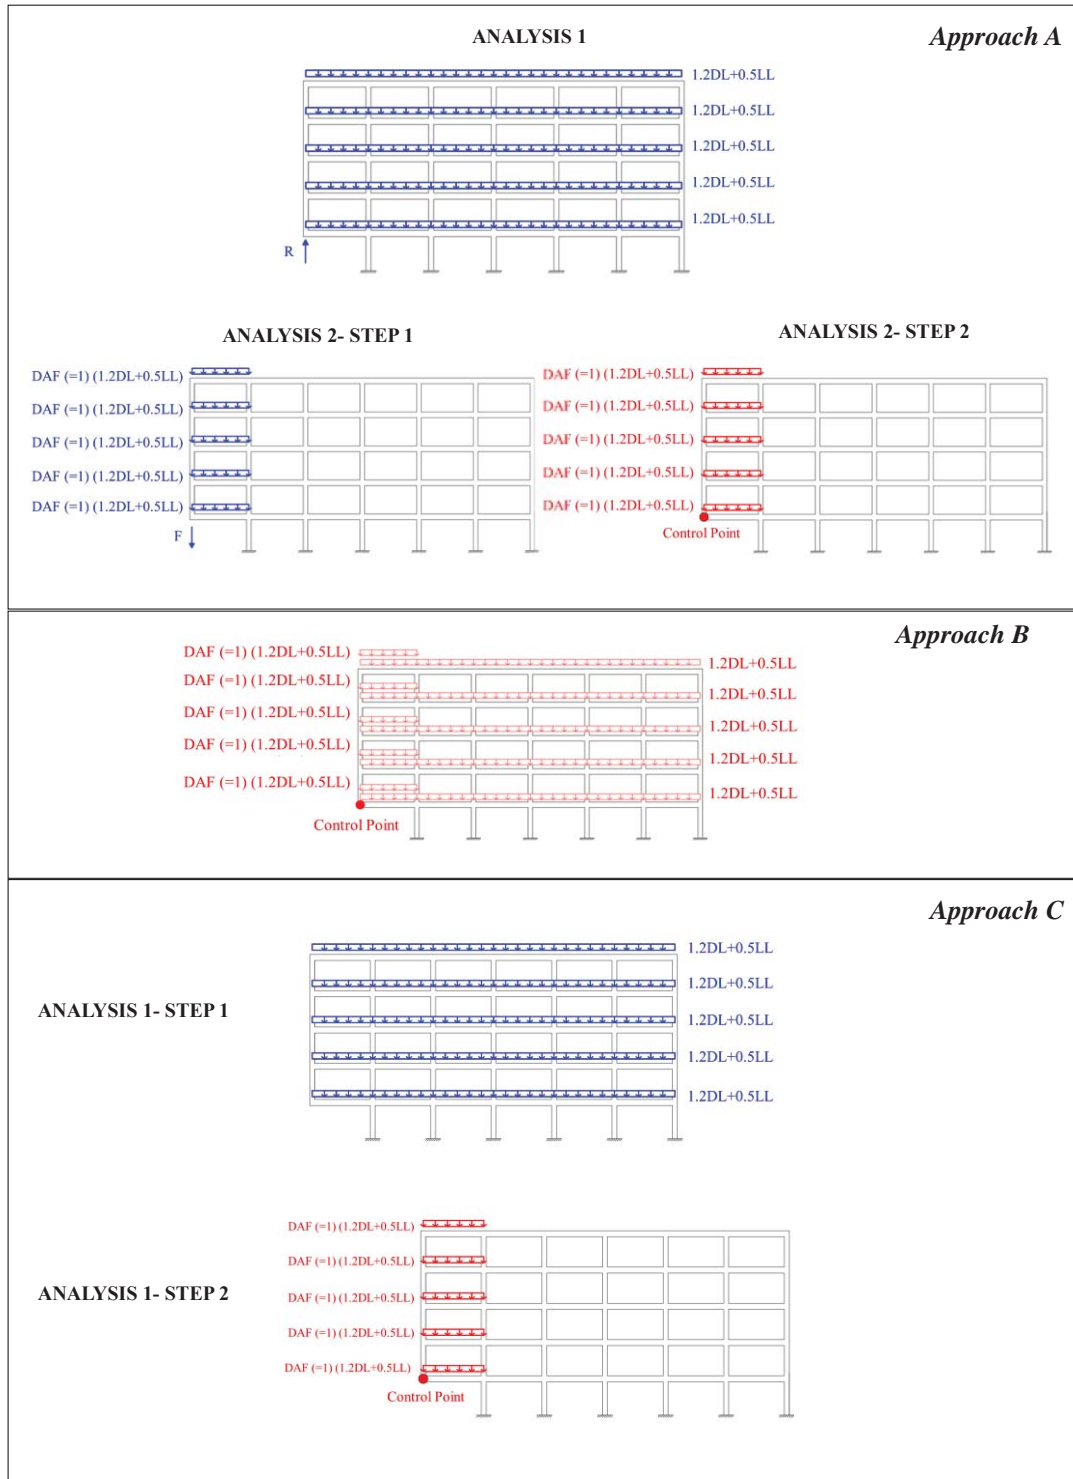 Approach A
ANALYSIS 1
1.2DL+0.5LL
1.2DL+0.5LL
1.2DL+0.5LL
1.2DL+0.5LL
1.2DL+0.5LL
R
ANALYSIS 2- STEP 1
DAF (=1) (1.2DL+0.5LL)
DAF (=1) (1.2DL+0.5LL)
DAF (=1) (1.2DL+0.5LL)
DAF (=1) (1.2DL+0.5LL)
DAF (=1) (1.2DL+0.5LL)
F
ANALYSIS 2- STEP 2
DAF (=1) (1.2DL+0.5LL)
DAF (=1) (1.2DL+0.5LL)
DAF (=1) (1.2DL+0.5LL)
DAF (=1) (1.2DL+0.5LL)
DAF (=1) (1.2DL+0.5LL)
Control Point
Approach B
DAF (=1) (1.2DL+0.5LL)
1.2DL+0.5LL
DAF (=1) (1.2DL+0.5LL)
1.2DL+0.5LL
DAF (=1) (1.2DL+0.5LL)
1.2DL+0.5LL
DAF (=1) (1.2DL+0.5LL)
1.2DL+0.5LL
DAF (=1) (1.2DL+0.5LL)
1.2DL+0.5LL
Control Point
Approach C
ANALYSIS 1- STEP 1
1.2DL+0.5LL
1.2DL+0.5LL
1.2DL+0.5LL
1.2DL+0.5LL
1.2DL+0.5LL
ANALYSIS 1- STEP 2
DAF (=1) (1.2DL+0.5LL)
DAF (=1) (1.2DL+0.5LL)
DAF (=1) (1.2DL+0.5LL)
DAF (=1) (1.2DL+0.5LL)
DAF (=1) (1.2DL+0.5LL)
Control Point